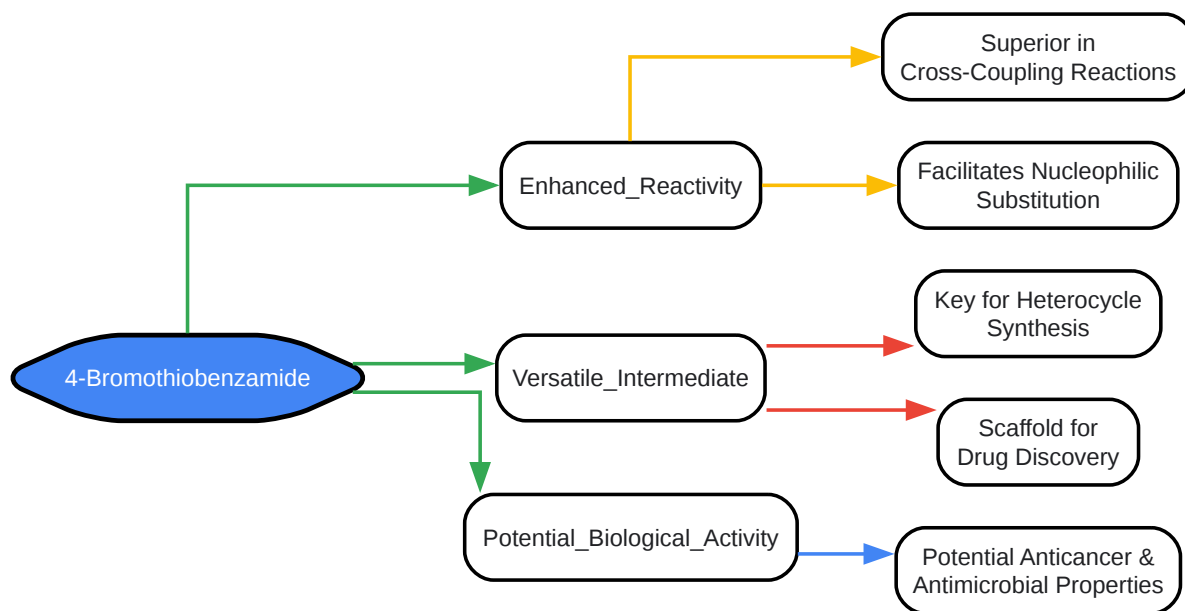 Superior in
Cross-Coupling Reactions
Enhanced_Reactivity
Facilitates Nucleophilic
Substitution
Key for Heterocycle
Synthesis
4-Bromothiobenzamide
Versatile_Intermediate
Scaffold for
Drug Discovery
Potential_Biological_Activity
Potential Anticancer &
Antimicrobial Properties